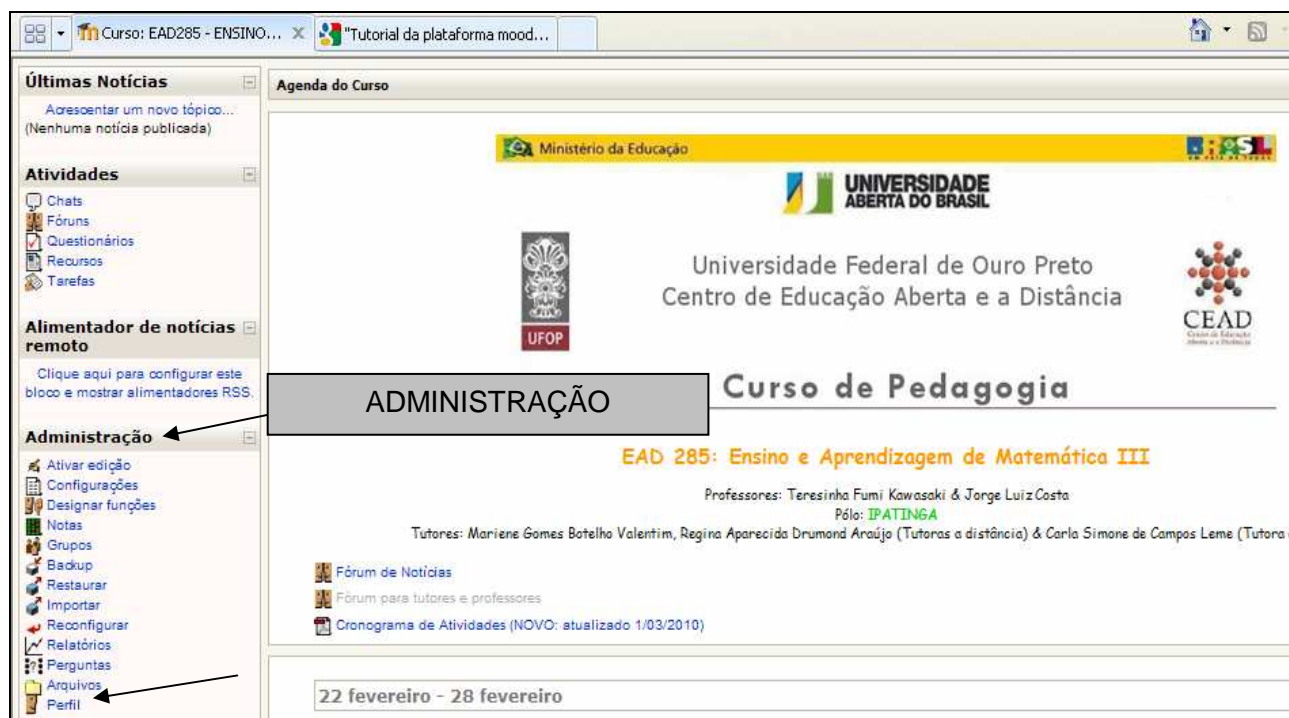 Curso: EAD285 - ENSINO...
"Tutorial da plataforma mood...
Últimas Notícias
Acrescentar um novo tópico...
(Nenhuma notícia publicada)
Atividades
Chats
Fóruns
Questionários
Recursos
Tarefas
Alimentador de notícias
remoto
Clique aqui para configurar este
bloco e mostrar alimentadores RSS.
Administração
Ativar edição
Configurações
Designar funções
Notas
Grupos
Backup
Restaurar
Importar
Reconfigurar
Relatórios
Perguntas
Arquivos
Perfil
ADMINISTRAÇÃO
Agenda do Curso
Ministério da Educação
BRASIL
UNIVERSIDADE
ABERTA DO BRASIL
UFOP
Universidade Federal de Ouro Preto
Centro de Educação Aberta e a Distância
CEAD
Curso de Pedagogia
EAD 285: Ensino e Aprendizagem de Matemática III
Professores: Teresinha Fumi Kawasaki & Jorge Luiz Costa
Pólo: IPATINGA
Tutores: Mariene Gomes Botelho Valentim, Regina Aparecida Drumond Araújo (Tutoras a distância) & Carla Simone de Campos Leme (Tutora
Fórum de Notícias
Fórum para tutores e professores
Cronograma de Atividades (NOVO: atualizado 1/03/2010)
22 fevereiro - 28 fevereiro